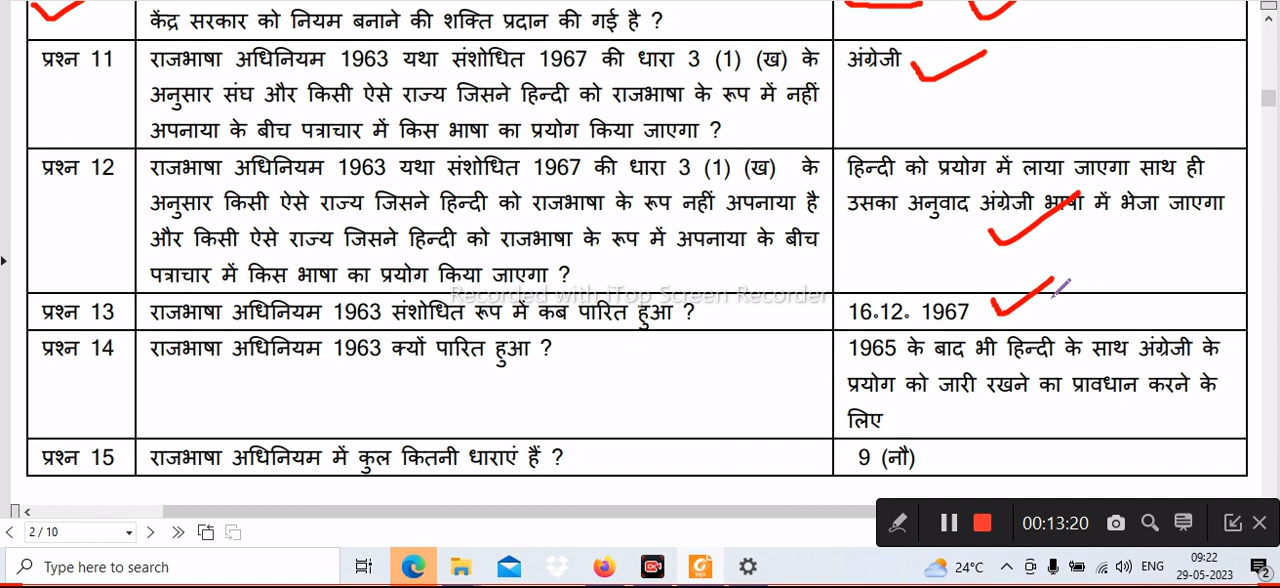 केंद्र सरकार को नियम बनाने की शक्ति प्रदान की गई है ?
प्रश्न 11
राजभाषा अधिनियम 1963 यथा संशोधित 1967 की धारा 3 (1) (ख) के
अनुसार संघ और किसी ऐसे राज्य जिसने हिन्दी को राजभाषा के रूप में नहीं
अपनाया के बीच पत्राचार में किस भाषा का प्रयोग किया जाएगा ?
अंग्रेजी
प्रश्न 12
राजभाषा अधिनियम 1963 यथा संशोधित 1967 की धारा 3 (1) (ख) के
अनुसार किसी ऐसे राज्य जिसने हिन्दी को राजभाषा के रूप नहीं अपनाया है
और किसी ऐसे राज्य जिसने हिन्दी को राजभाषा के रूप में अपनाया के बीच
पत्राचार में किस भाषा का प्रयोग किया जाएगा ?
हिन्दी को प्रयोग में लाया जाएगा साथ ही
उसका अनुवाद अंग्रेजी भाषा में भेजा जाएगा
Recorded with iTop Screen Recorder
प्रश्न 13
राजभाषा अधिनियम 1963 संशोधित रूप में कब पारित हुआ ?
16.12. 1967
प्रश्न 14
राजभाषा अधिनियम 1963 क्यों पारित हुआ ?
1965 के बाद भी हिन्दी के साथ अंग्रेजी के
प्रयोग को जारी रखने का प्रावधान करने के
लिए
प्रश्न 15
राजभाषा अधिनियम में कुल कितनी धाराएं हैं ?
9 (नौ)
2 / 10
00:13:20
Type here to search
24°C
ENG
09:22
29-05-2023
2